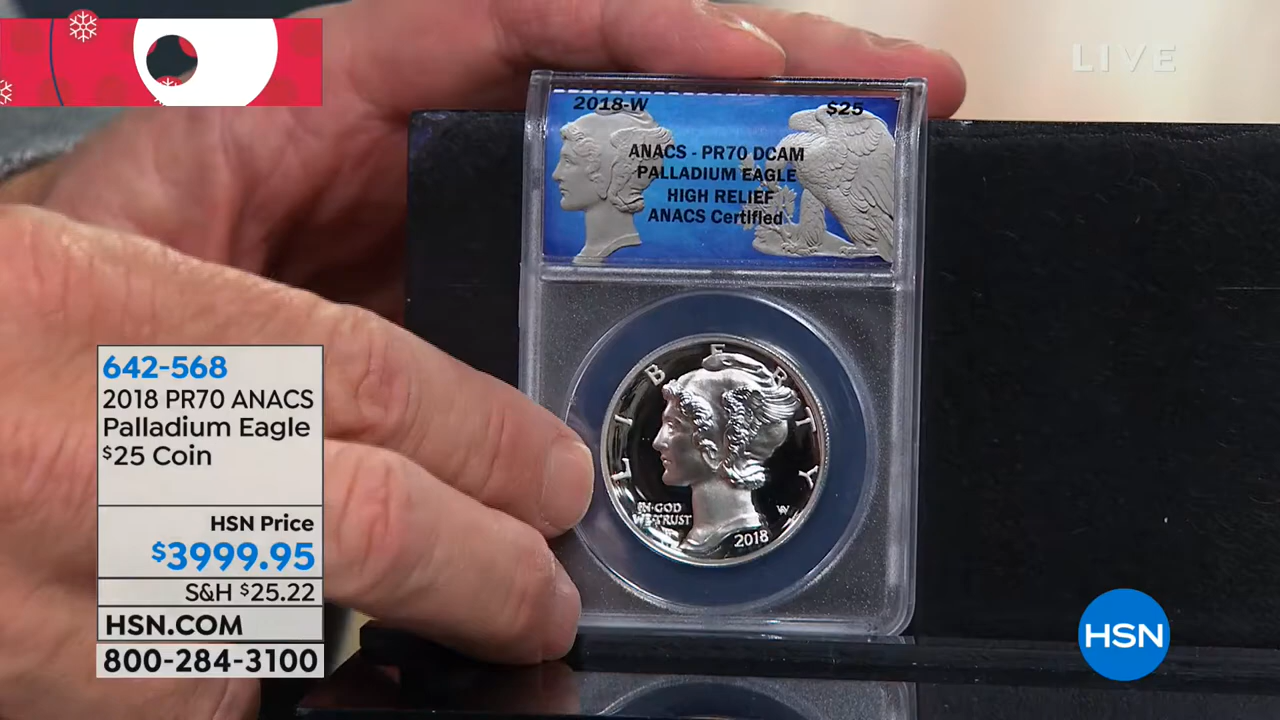 LIVE
2018-W $25
ANACS - PR70 DCAM
PALLADIUM EAGLE
HIGH RELIEF
ANACS Certified
LIBERTY
IN·GOD
WE·TRUST
W
2018
642-568
2018 PR70 ANACS
Palladium Eagle
$25 Coin
HSN Price
$3999.95
S&H $25.22
HSN.COM
800-284-3100
HSN